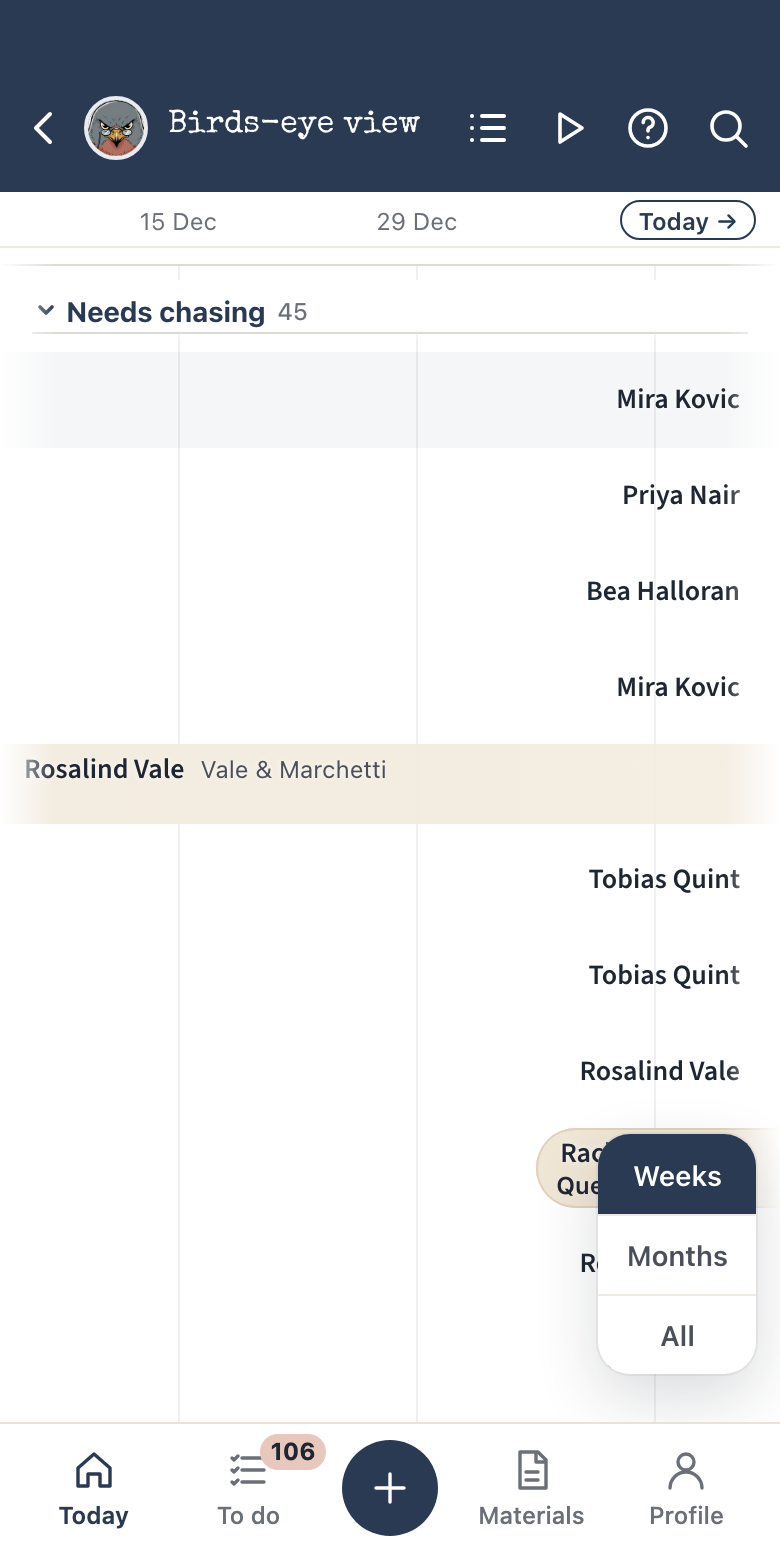 Birds-eye view
15 Dec
29 Dec
Today →
Needs chasing 45
Mira Kovic
Priya Nair
Bea Halloran
Mira Kovic
Rosalind Vale Vale & Marchetti
Tobias Quint
Tobias Quint
Rosalind Vale
Weeks
Months
All
106
Today
To do
Materials
Profile